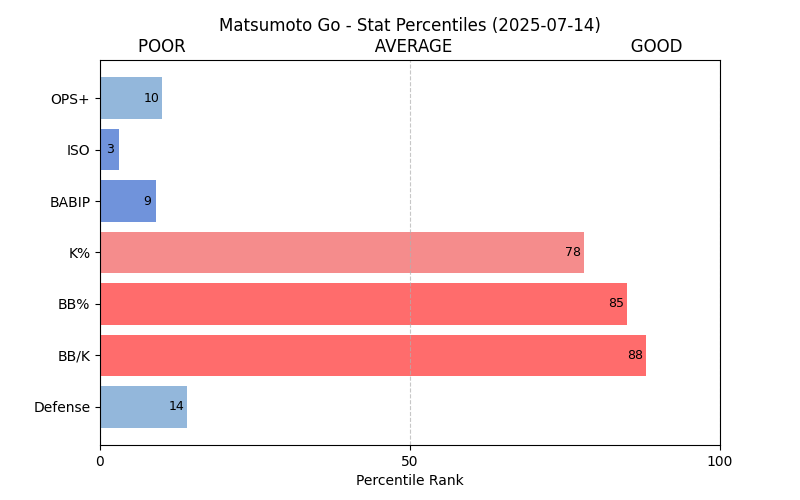 Matsumoto Go - Stat Percentiles (2025-07-14)
POOR AVERAGE GOOD
OPS+ 10
ISO 3
BABIP 9
K% 78
BB% 85
BB/K 88
Defense 14
0 50 100
Percentile Rank